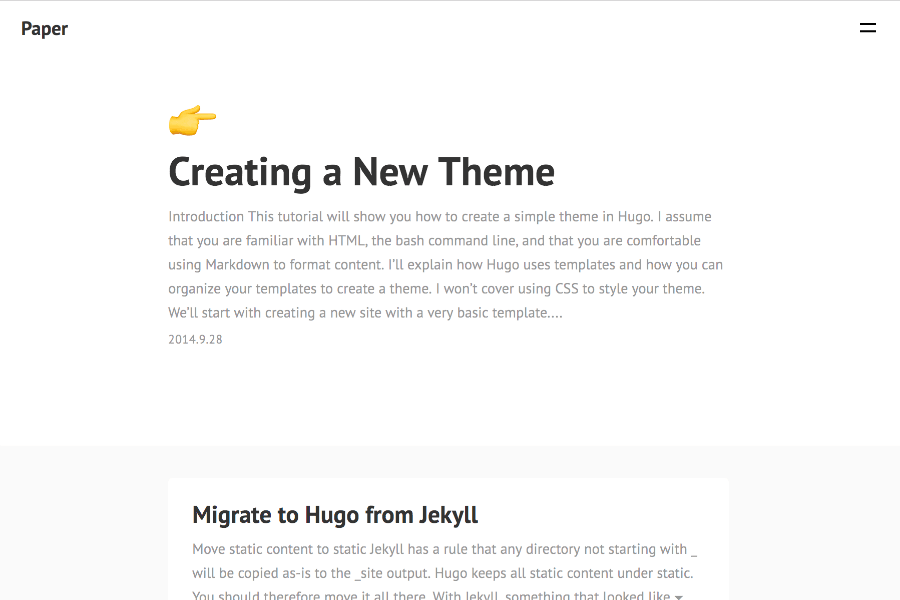 Paper
Creating a New Theme
Introduction This tutorial will show you how to create a simple theme in Hugo. I assume
that you are familiar with HTML, the bash command line, and that you are comfortable
using Markdown to format content. I'll explain how Hugo uses templates and how you can
organize your templates to create a theme. I won't cover using CSS to style your theme.
We'll start with creating a new site with a very basic template....
2014.9.28
Migrate to Hugo from Jekyll
Move static content to static Jekyll has a rule that any directory not starting with _
will be copied as-is to the _site output. Hugo keeps all static content under static.
You should therefore move it all there. With Jekyll, something that looked like